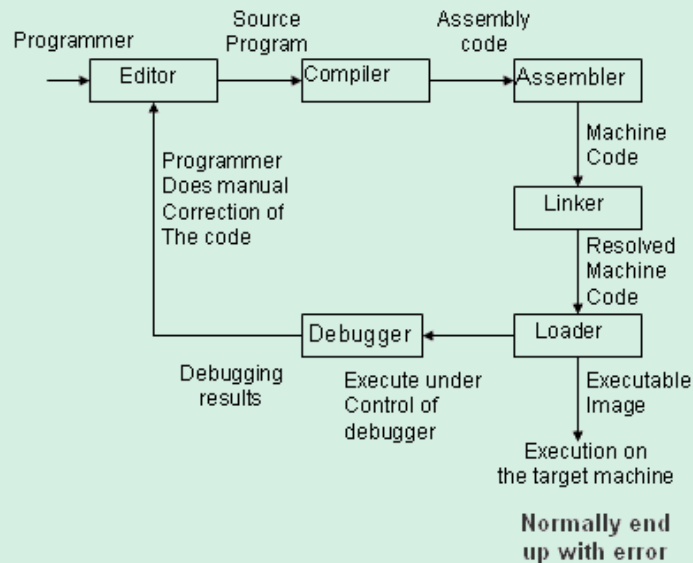 Programmer
Source
Program
Assembly
code
Editor
Compiler
Assembler
Programmer
Does manual
Correction of
The code
Machine
Code
Linker
Resolved
Machine
Code
Debugger
Loader
Debugging
results
Execute under
Control of
debugger
Executable
Image
Execution on
the target machine
Normally end
up with error